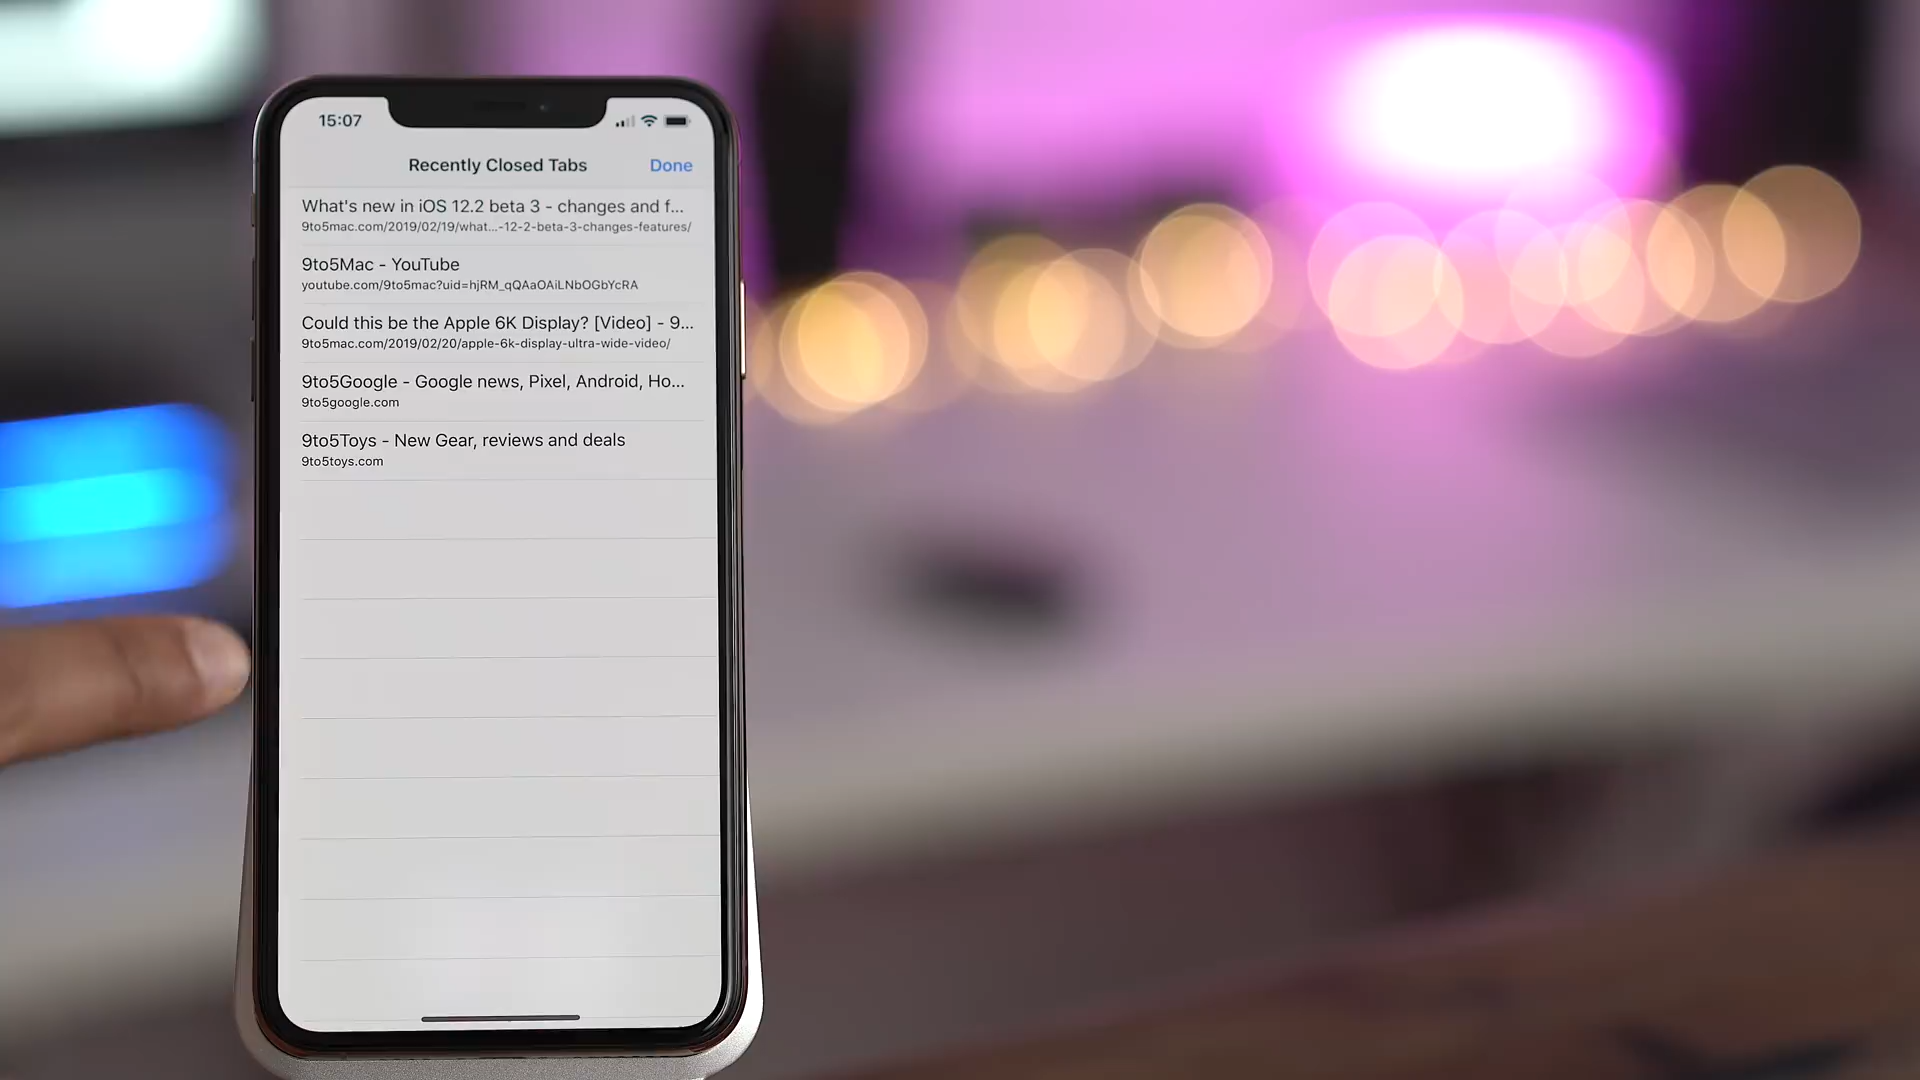 15:07
Recently Closed Tabs
Done
What's new in iOS 12.2 beta 3 - changes and f...
9to5mac.com/2019/02/19/what...-12-2-beta-3-changes-features/
9to5Mac - YouTube
youtube.com/9to5mac?uid=hjRM_qQAaOAiLNbOGbYcRA
Could this be the Apple 6K Display? [Video] - 9...
9to5mac.com/2019/02/20/apple-6k-display-ultra-wide-video/
9to5Google - Google news, Pixel, Android, Ho...
9to5google.com
9to5Toys - New Gear, reviews and deals
9to5toys.com